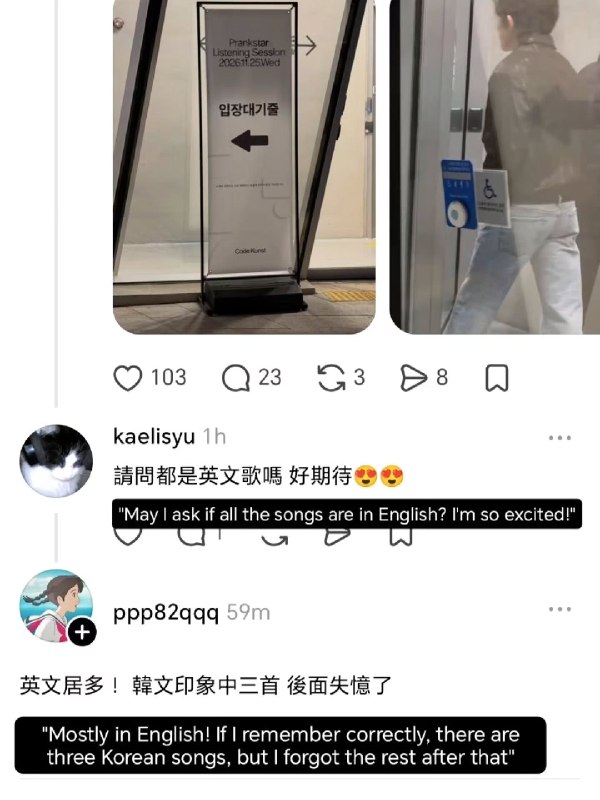 Prankstar
Listening Session
2026.11.25.Wed
입장대기줄
Code Kunst
103 23 3 8
kaelisyu 1h
請問都是英文歌嗎 好期待😍😍
"May I ask if all the songs are in English? I'm so excited!"
ppp82qqq 59m
英文居多！ 韓文印象中三首 後面失憶了
"Mostly in English! If I remember correctly, there are
three Korean songs, but I forgot the rest after that"